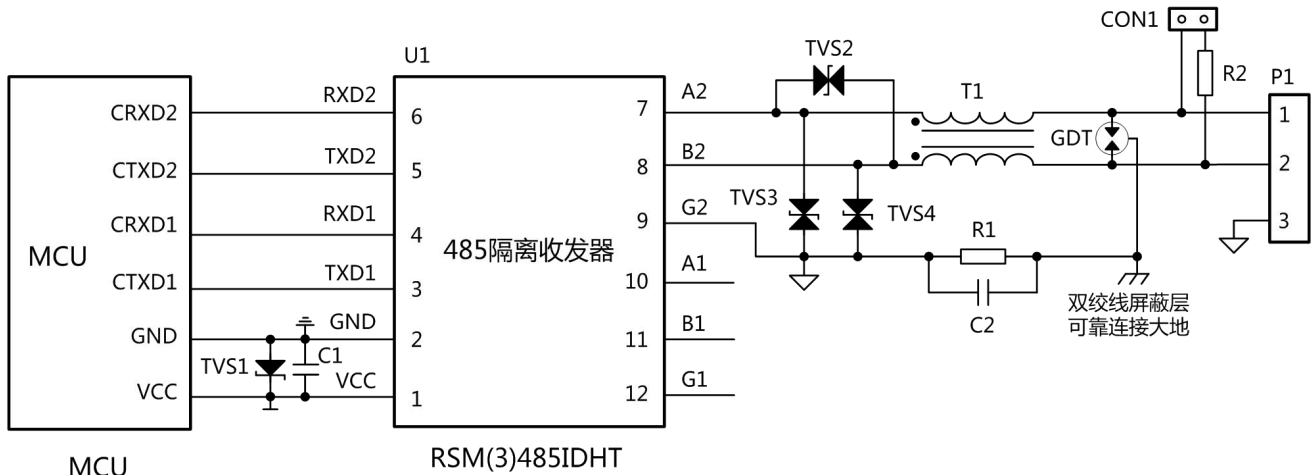 CON1
TVS2
U1
R2
P1
CRXD2
RXD2
6
7
A2
T1
1
GDT
CTXD2
TXD2
5
8
B2
2
CRXD1
RXD1
4
9
G2
TVS3
TVS4
R1
3
MCU
485隔离收发器
CTXD1
TXD1
3
10
A1
C2
双绞线屏蔽层
可靠连接大地
GND
GND
2
11
B1
TVS1
C1
VCC
VCC
1
12
G1
MCU
RSM(3)485IDHT